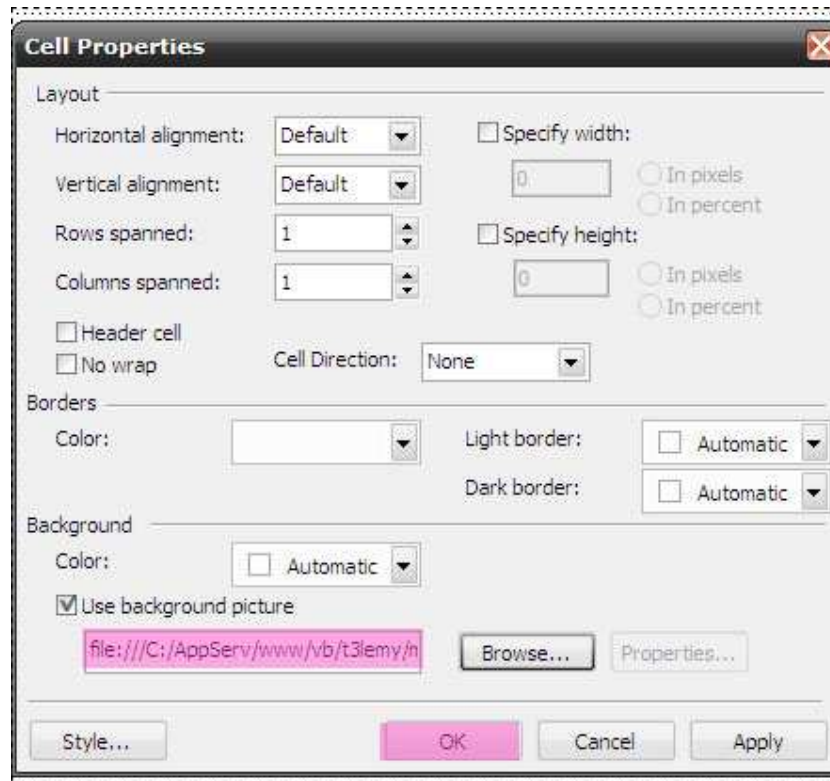 Cell Properties
Layout
Horizontal alignment: Default
Specify width:
Vertical alignment: Default
0
In pixels
In percent
Rows spanned: 1
Specify height:
Columns spanned: 1
0
In pixels
In percent
Header cell
No wrap
Cell Direction: None
Borders
Color:
Light border: Automatic
Dark border: Automatic
Background
Color: Automatic
Use background picture
file:///C:/AppServ/www/vb/t3lemy/
Browse...
Properties...
Style...
OK
Cancel
Apply